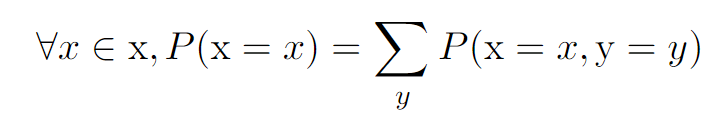 ∀x ∈ x, P(x = x) = ∑_y P(x = x, y = y)